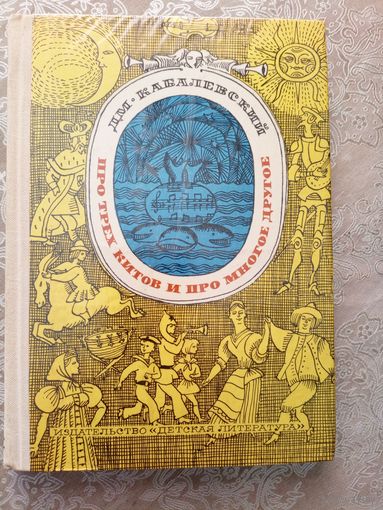 ДМ. КАБАЛЕВСКИЙ
ПРО ТРЕХ КИТОВ И ПРО МНОГОЕ ДРУГОЕ
ИЗДАТЕЛЬСТВО «ДЕТСКАЯ ЛИТЕРАТУРА»